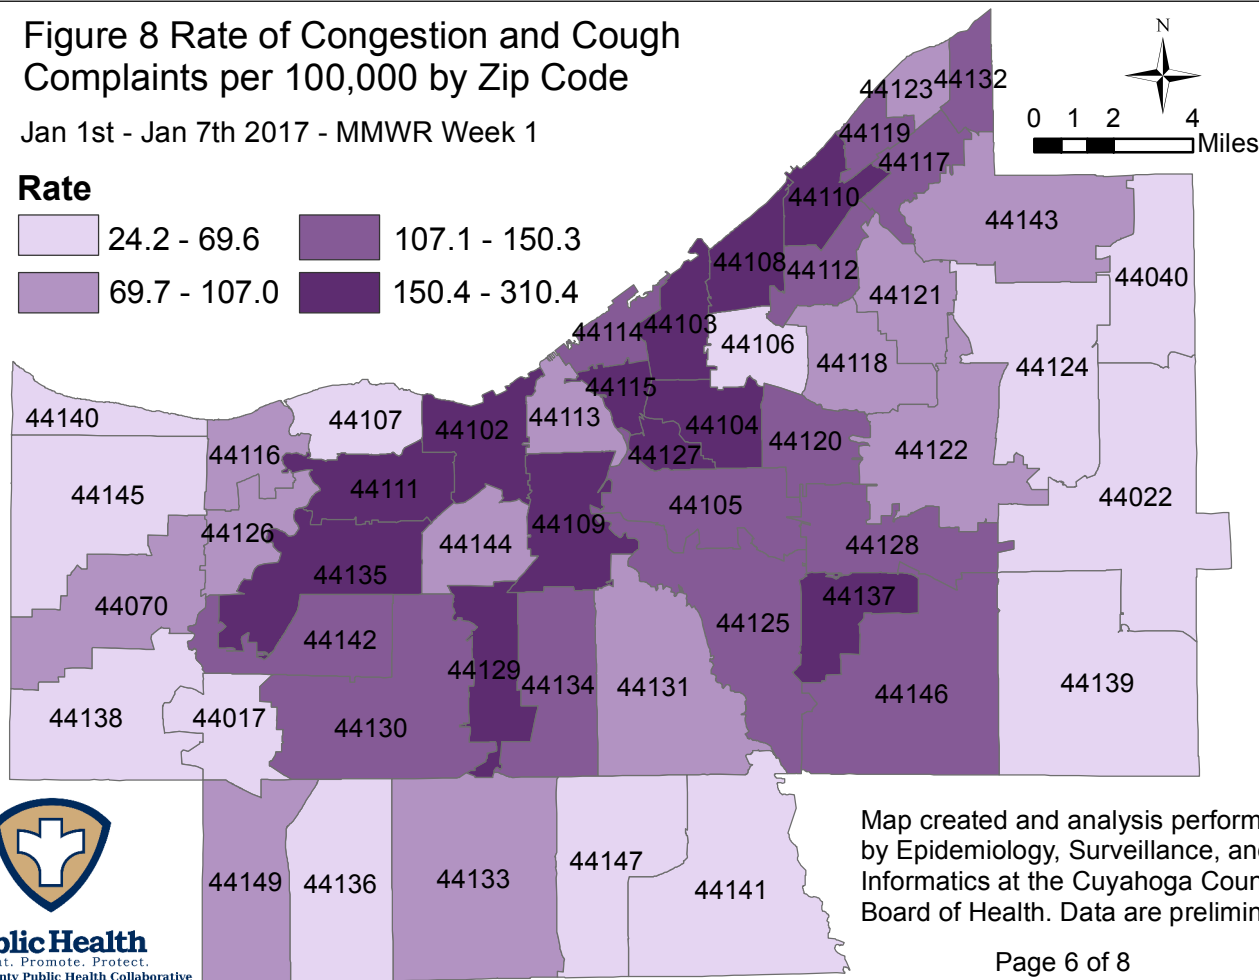 Figure 8 Rate of Congestion and Cough
Complaints per 100,000 by Zip Code
Jan 1st - Jan 7th 2017 - MMWR Week 1
Rate
24.2 - 69.6
107.1 - 150.3
69.7 - 107.0
150.4 - 310.4
N
0 1 2 4
Miles
44123
44132
44119
44117
44110
44143
44108
44112
44040
44121
44114
44103
44106
44118
44124
44115
44140
44107
44102
44113
44104
44120
44116
44127
44122
44145
44111
44105
44022
44126
44109
44144
44128
44135
44070
44137
44142
44125
44129
44134
44131
44146
44139
44138
44017
44130
44147
44149
44136
44133
44141
Map created and analysis perform
by Epidemiology, Surveillance, an
Informatics at the Cuyahoga Coun
Board of Health. Data are prelimin
Page 6 of 8
blic Health
nt. Promote. Protect.
nty Public Health Collaborative